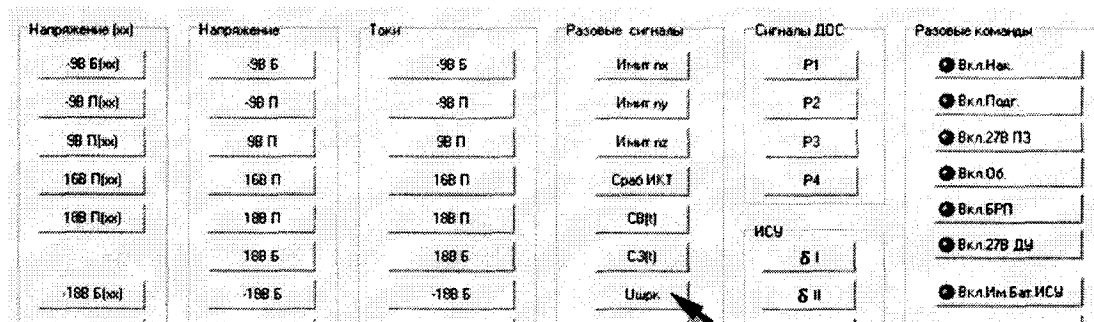 Напряжение (хх)
-9В Б(хх)
-9В П(хх)
9В П(хх)
16В П(хх)
18В П(хх)
-18В Б(хх)
Напряжение
-9В Б
-9В П
9В П
16В П
18В П
18В Б
-18В Б
Токи
-9В Б
-9В П
9В П
16В П
18В П
18В Б
-18В Б
Разовые сигналы
Имит nx
Имит ny
Имит nz
Сраб ИКТ
СВ(t)
СЗ(t)
Uшрк
Сигналы ДОС
Р1
Р2
Р3
Р4
ИСУ
δ I
δ II
Разовые команды
Вкл.Нак.
Вкл.Подг.
Вкл.27В ПЗ
Вкл.Об.
Вкл.БРП
Вкл.27В ДУ
Вкл.Им.Бат.ИСУ